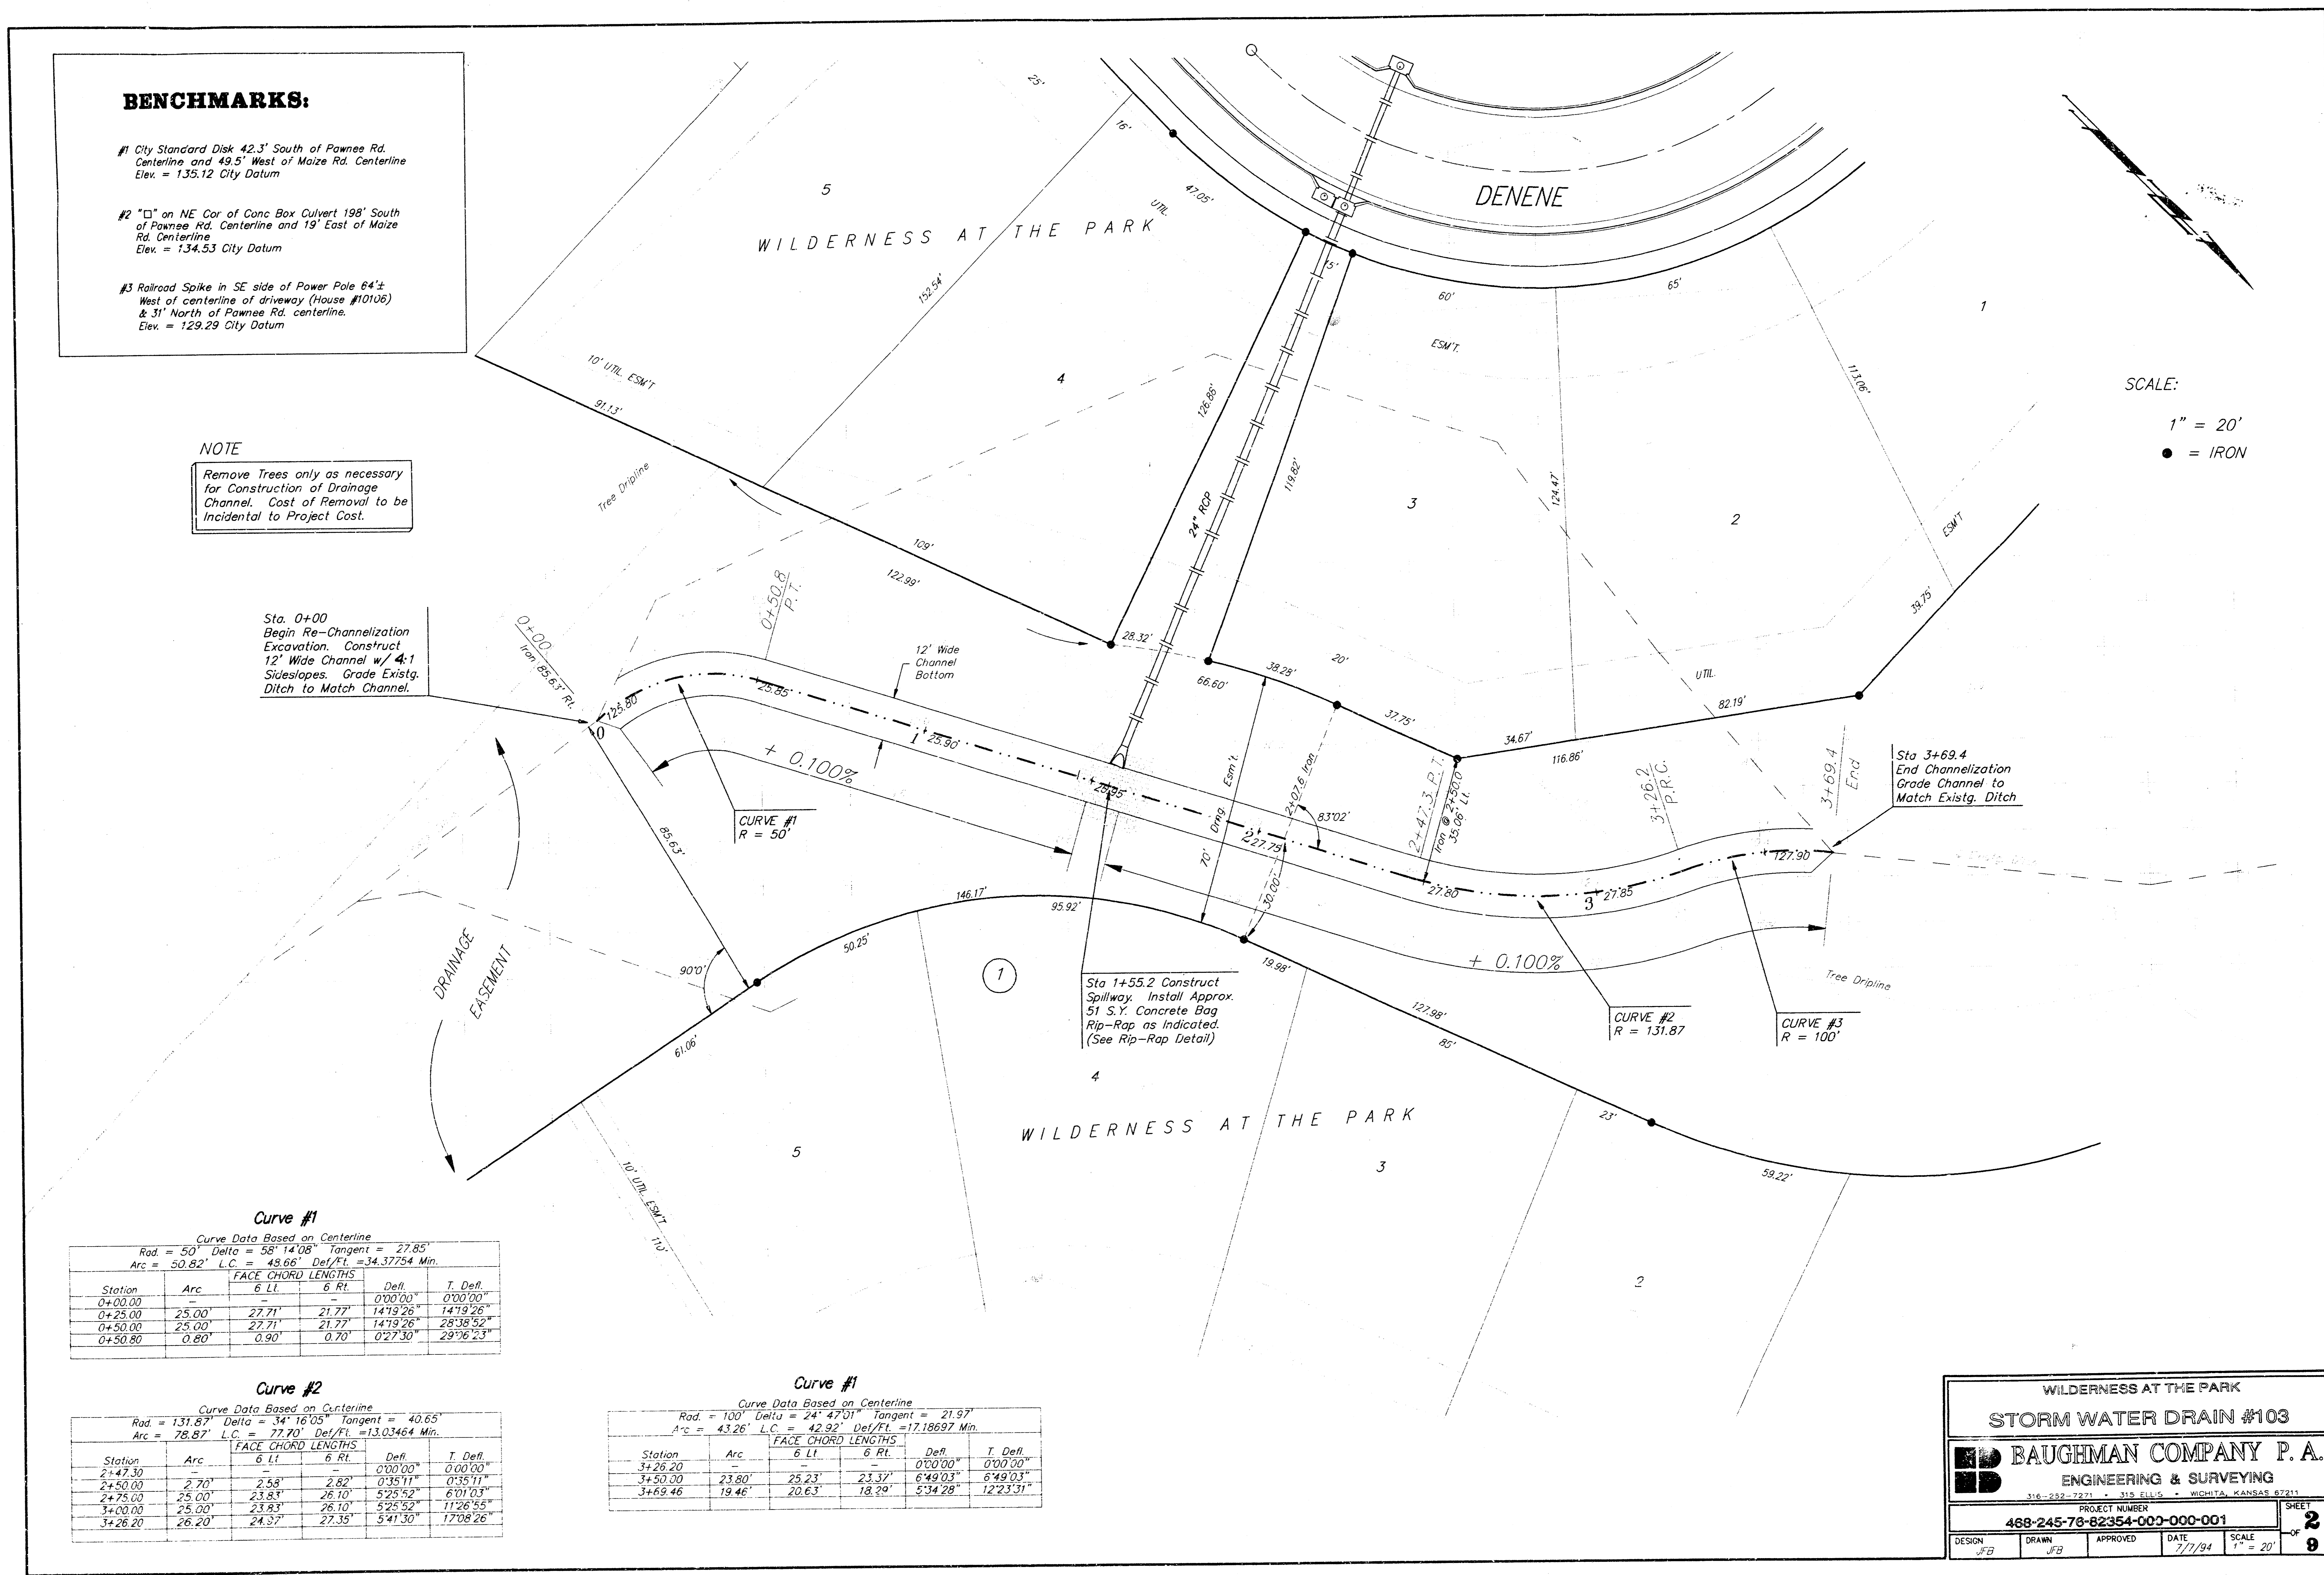 BENCHMARKS:
#1 City Standard Disk 42.3' South of Pawnee Rd.
Centerline and 49.5' West of Maize Rd. Centerline
Elev. = 135.12 City Datum
#2 "□" on NE Cor of Conc Box Culvert 198' South
of Pawnee Rd. Centerline and 19' East of Maize
Rd. Centerline
Elev. = 134.53 City Datum
#3 Railroad Spike in SE side of Power Pole 64'±
West of centerline of driveway (House #10106)
& 31' North of Pawnee Rd. centerline.
Elev. = 129.29 City Datum
NOTE
Remove Trees only as necessary
for Construction of Drainage
Channel. Cost of Removal to be
Incidental to Project Cost.
25'
16'
47.05'
UTIL.
5
WILDERNESS AT THE PARK
DENENE
152.54'
15'
60'
65'
ESM'T.
1
4
10' UTIL. ESM'T
91.13'
126.86'
119.82'
24" RCP
113.06'
124.47'
3
2
SCALE:
1" = 20'
● = IRON
ESM'T
Tree Dripline
109'
122.99'
39.75'
Sta. 0+00
Begin Re-Channelization
Excavation. Construct
12' Wide Channel w/ 4:1
Sideslopes. Grade Existg.
Ditch to Match Channel.
0+00
Iron 85.63' Rt.
0+50.8
P.T.
12' Wide
Channel
Bottom
28.32'
38.28'
66.60'
20'
37.75'
UTIL.
82.19'
34.67'
116.86'
125.80
0
25.85
1
25.90
+ 0.100%
25.95
Drng. Esm't.
70'
2+07.6 Iron
83°02'
2
27.75
2+47.3 P.T.
Iron @ 2+50.0
35.06' Lt.
27.80
3+26.2
P.R.C.
3
27.85
127.90
3+69.4
End
Sta 3+69.4
End Channelization
Grade Channel to
Match Existg. Ditch
CURVE #1
R = 50'
85.63'
30.00'
146.17'
95.92'
50.25'
90°0'
DRAINAGE
EASEMENT
61.06'
1
19.98'
+ 0.100%
Tree Dripline
Sta 1+55.2 Construct
Spillway. Install Approx.
51 S.Y. Concrete Bag
Rip-Rap as Indicated.
(See Rip-Rap Detail)
127.98'
85'
CURVE #2
R = 131.87
CURVE #3
R = 100'
4
WILDERNESS AT THE PARK
23'
5
3
59.22'
10' UTIL. ESM'T
110'
2
Curve #1
Curve Data Based on Centerline
Rad. = 50' Delta = 58° 14'08" Tangent = 27.85'
Arc = 50.82' L.C. = 48.66' Def/Ft. =34.37754 Min.
FACE CHORD LENGTHS
Station Arc 6 Lt. 6 Rt. Defl. T. Defl.
0+00.00 - - - 0°00'00" 0°00'00"
0+25.00 25.00' 27.71' 21.77' 14°19'26" 14°19'26"
0+50.00 25.00' 27.71' 21.77' 14°19'26" 28°38'52"
0+50.80 0.80' 0.90' 0.70' 0°27'30" 29°06'23"
Curve #2
Curve Data Based on Centerline
Rad. = 131.87' Delta = 34° 16'05" Tangent = 40.65'
Arc = 78.87' L.C. = 77.70' Def/Ft. =13.03464 Min.
FACE CHORD LENGTHS
Station Arc 6 Lt 6 Rt. Defl. T. Defl.
2+47.30 - - - 0°00'00" 0°00'00"
2+50.00 2.70' 2.58' 2.82' 0°35'11" 0°35'11"
2+75.00 25.00' 23.83' 26.10' 5°25'52" 6°01'03"
3+00.00 25.00' 23.83' 26.10' 5°25'52" 11°26'55"
3+26.20 26.20' 24.97' 27.35' 5°41'30" 17°08'26"
Curve #1
Curve Data Based on Centerline
Rad. = 100' Delta = 24° 47'01" Tangent = 21.97'
Arc = 43.26' L.C. = 42.92' Def/Ft. =17.18697 Min.
FACE CHORD LENGTHS
Station Arc 6 Lt 6 Rt. Defl. T. Defl.
3+26.20 - - - 0°00'00" 0°00'00"
3+50.00 23.80' 25.23' 23.37' 6°49'03" 6°49'03"
3+69.46 19.46' 20.63' 18.29' 5°34'28" 12°23'31"
WILDERNESS AT THE PARK
STORM WATER DRAIN #103
BAUGHMAN COMPANY P. A.
ENGINEERING & SURVEYING
316-262-7271 • 315 ELLIS • WICHITA, KANSAS 67211
PROJECT NUMBER
468-245-76-82354-000-000-001
SHEET
2
OF
9
DESIGN JFB
DRAWN JFB
APPROVED
DATE 7/7/94
SCALE 1" = 20'